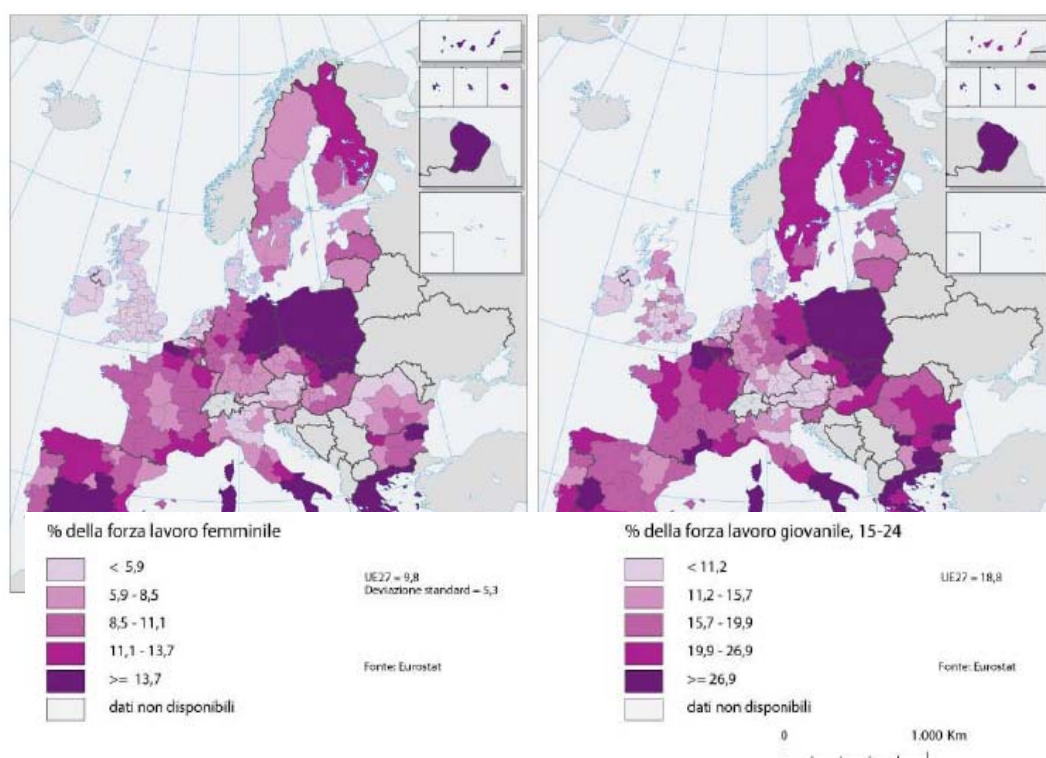 % della forza lavoro femminile
< 5,9
5,9 - 8,5
8,5 - 11,1
11,1 - 13,7
>= 13,7
dati non disponibili
UE27 = 9,8
Deviazione standard = 5,3
Fonte: Eurostat
% della forza lavoro giovanile, 15-24
< 11,2
11,2 - 15,7
15,7 - 19,9
19,9 - 26,9
>= 26,9
dati non disponibili
UE27 = 18,8
Fonte: Eurostat
0 1.000 Km